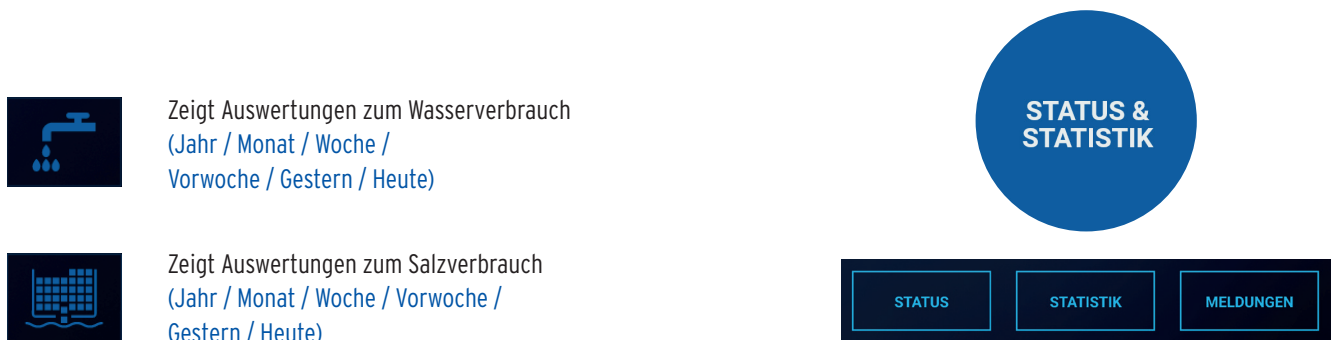 Zeigt Auswertungen zum Wasserverbrauch
(Jahr / Monat / Woche /
Vorwoche / Gestern / Heute)
Zeigt Auswertungen zum Salzverbrauch
(Jahr / Monat / Woche / Vorwoche /
Gestern / Heute)
STATUS &
STATISTIK
STATUS
STATISTIK
MELDUNGEN